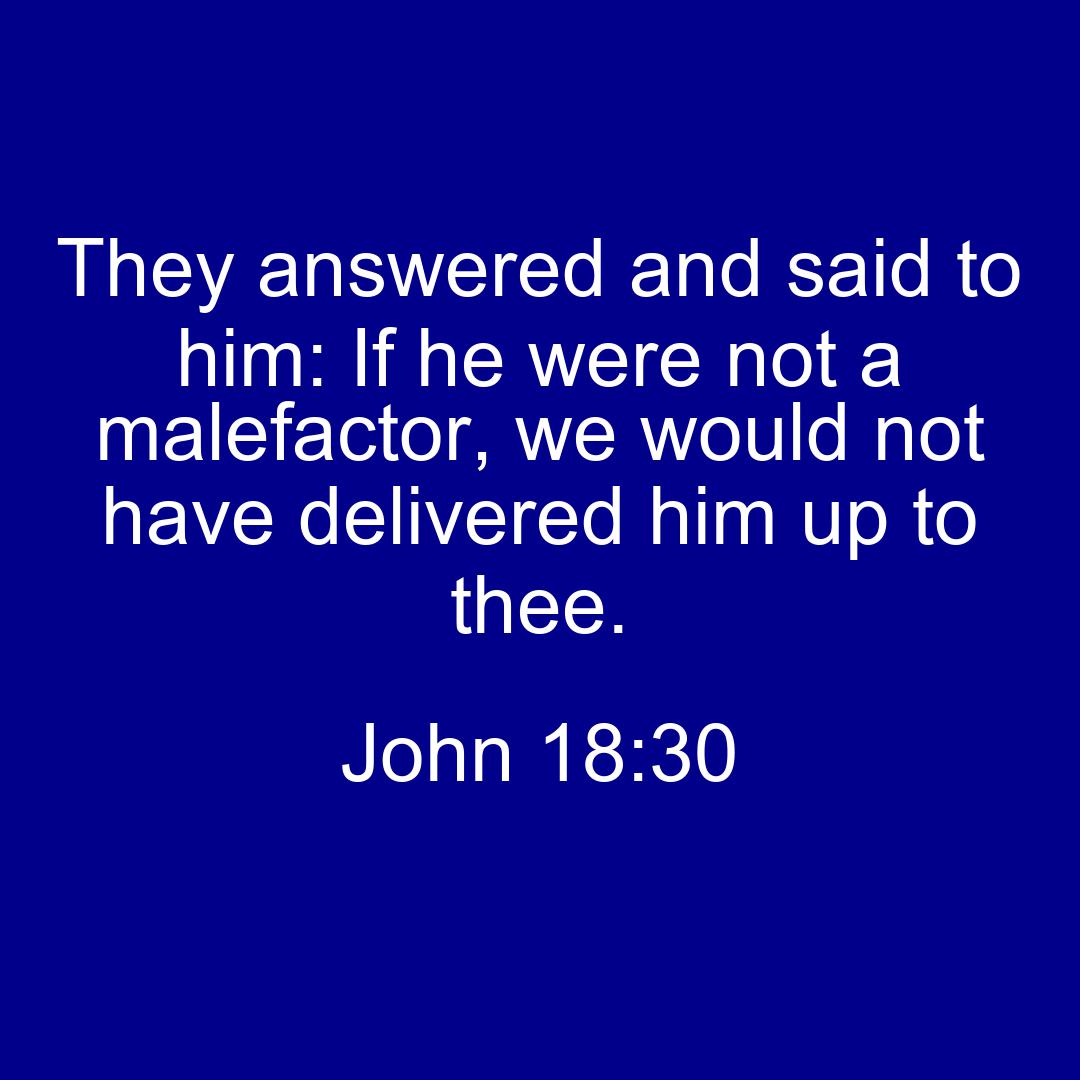 They answered and said to
him: If he were not a
malefactor, we would not
have delivered him up to
thee.
John 18:30